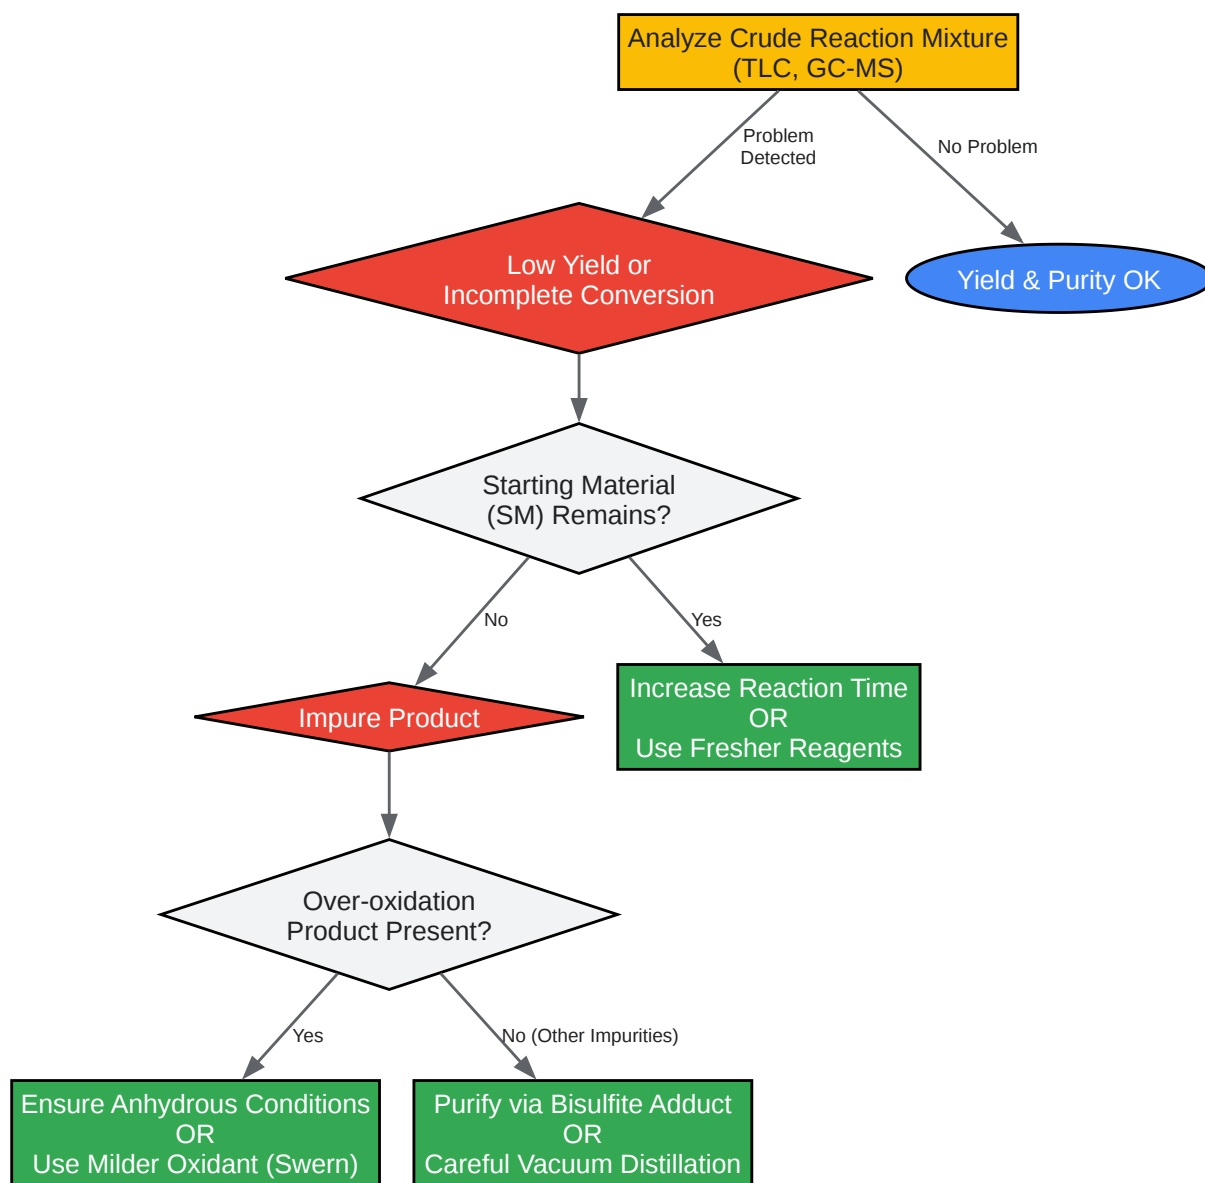 Analyze Crude Reaction Mixture
(TLC, GC-MS)
Problem
Detected
No Problem
Low Yield or
Incomplete Conversion
Yield & Purity OK
Starting Material
(SM) Remains?
No
Yes
Impure Product
Increase Reaction Time
OR
Use Fresher Reagents
Over-oxidation
Product Present?
Yes
No (Other Impurities)
Ensure Anhydrous Conditions
OR
Use Milder Oxidant (Swern)
Purify via Bisulfite Adduct
OR
Careful Vacuum Distillation